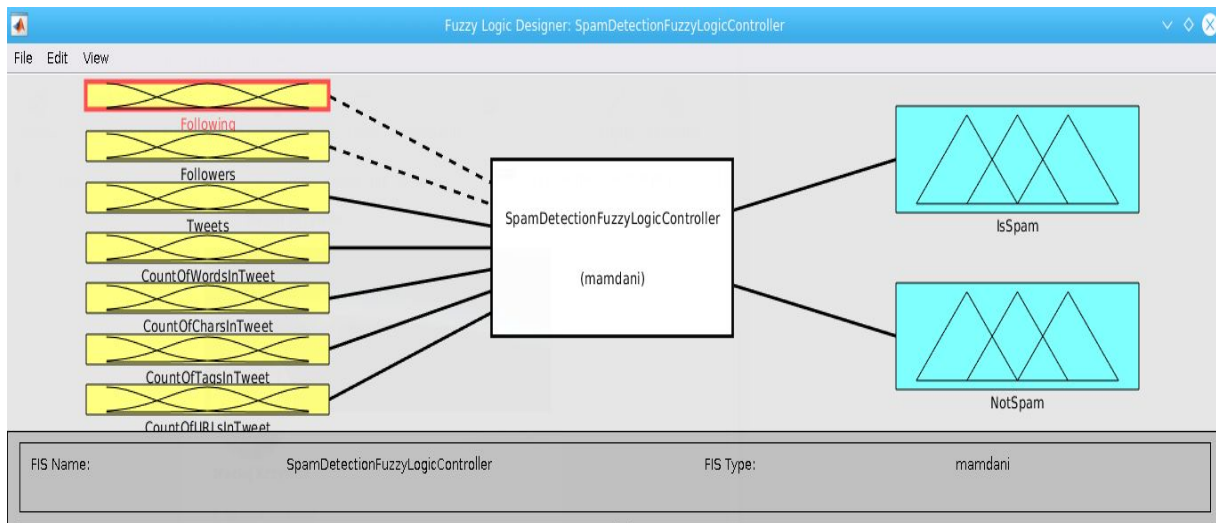 Fuzzy Logic Designer: SpamDetectionFuzzyLogicController
File Edit View
Following
Followers
Tweets
CountOfWordsInTweet
CountOfCharsInTweet
CountOfTagsInTweet
CountOfURLsInTweet
SpamDetectionFuzzyLogicController
(mamdani)
IsSpam
NotSpam
FIS Name: SpamDetectionFuzzyLogicController FIS Type: mamdani